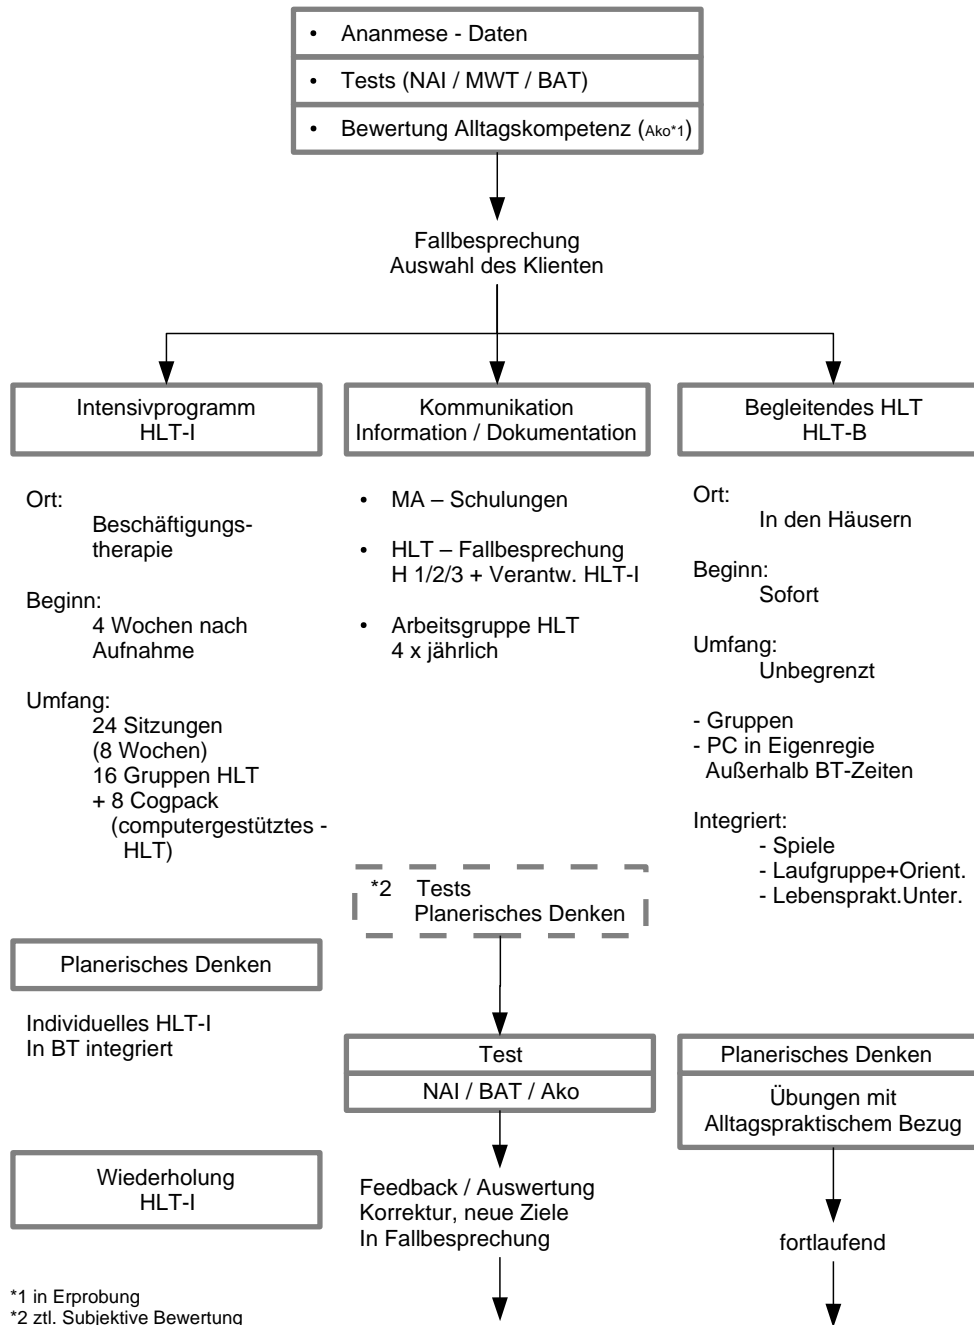 • Ananmese - Daten
• Tests (NAI / MWT / BAT)
• Bewertung Alltagskompetenz (Ako*1)
Fallbesprechung
Auswahl des Klienten
Intensivprogramm
HLT-I
Ort:
Beschäftigungs-
therapie
Beginn:
4 Wochen nach
Aufnahme
Umfang:
24 Sitzungen
(8 Wochen)
16 Gruppen HLT
+ 8 Cogpack
(computergestütztes -
HLT)
Planerisches Denken
Individuelles HLT-I
In BT integriert
Wiederholung
HLT-I
Kommunikation
Information / Dokumentation
• MA – Schulungen
• HLT – Fallbesprechung
H 1/2/3 + Verantw. HLT-I
• Arbeitsgruppe HLT
4 x jährlich
*2 Tests
Planerisches Denken
Test
NAI / BAT / Ako
Feedback / Auswertung
Korrektur, neue Ziele
In Fallbesprechung
Begleitendes HLT
HLT-B
Ort:
In den Häusern
Beginn:
Sofort
Umfang:
Unbegrenzt
- Gruppen
- PC in Eigenregie
Außerhalb BT-Zeiten
Integriert:
- Spiele
- Laufgruppe+Orient.
- Lebensprakt.Unter.
Planerisches Denken
Übungen mit
Alltagspraktischem Bezug
fortlaufend
*1 in Erprobung
*2 ztl. Subjektive Bewertung